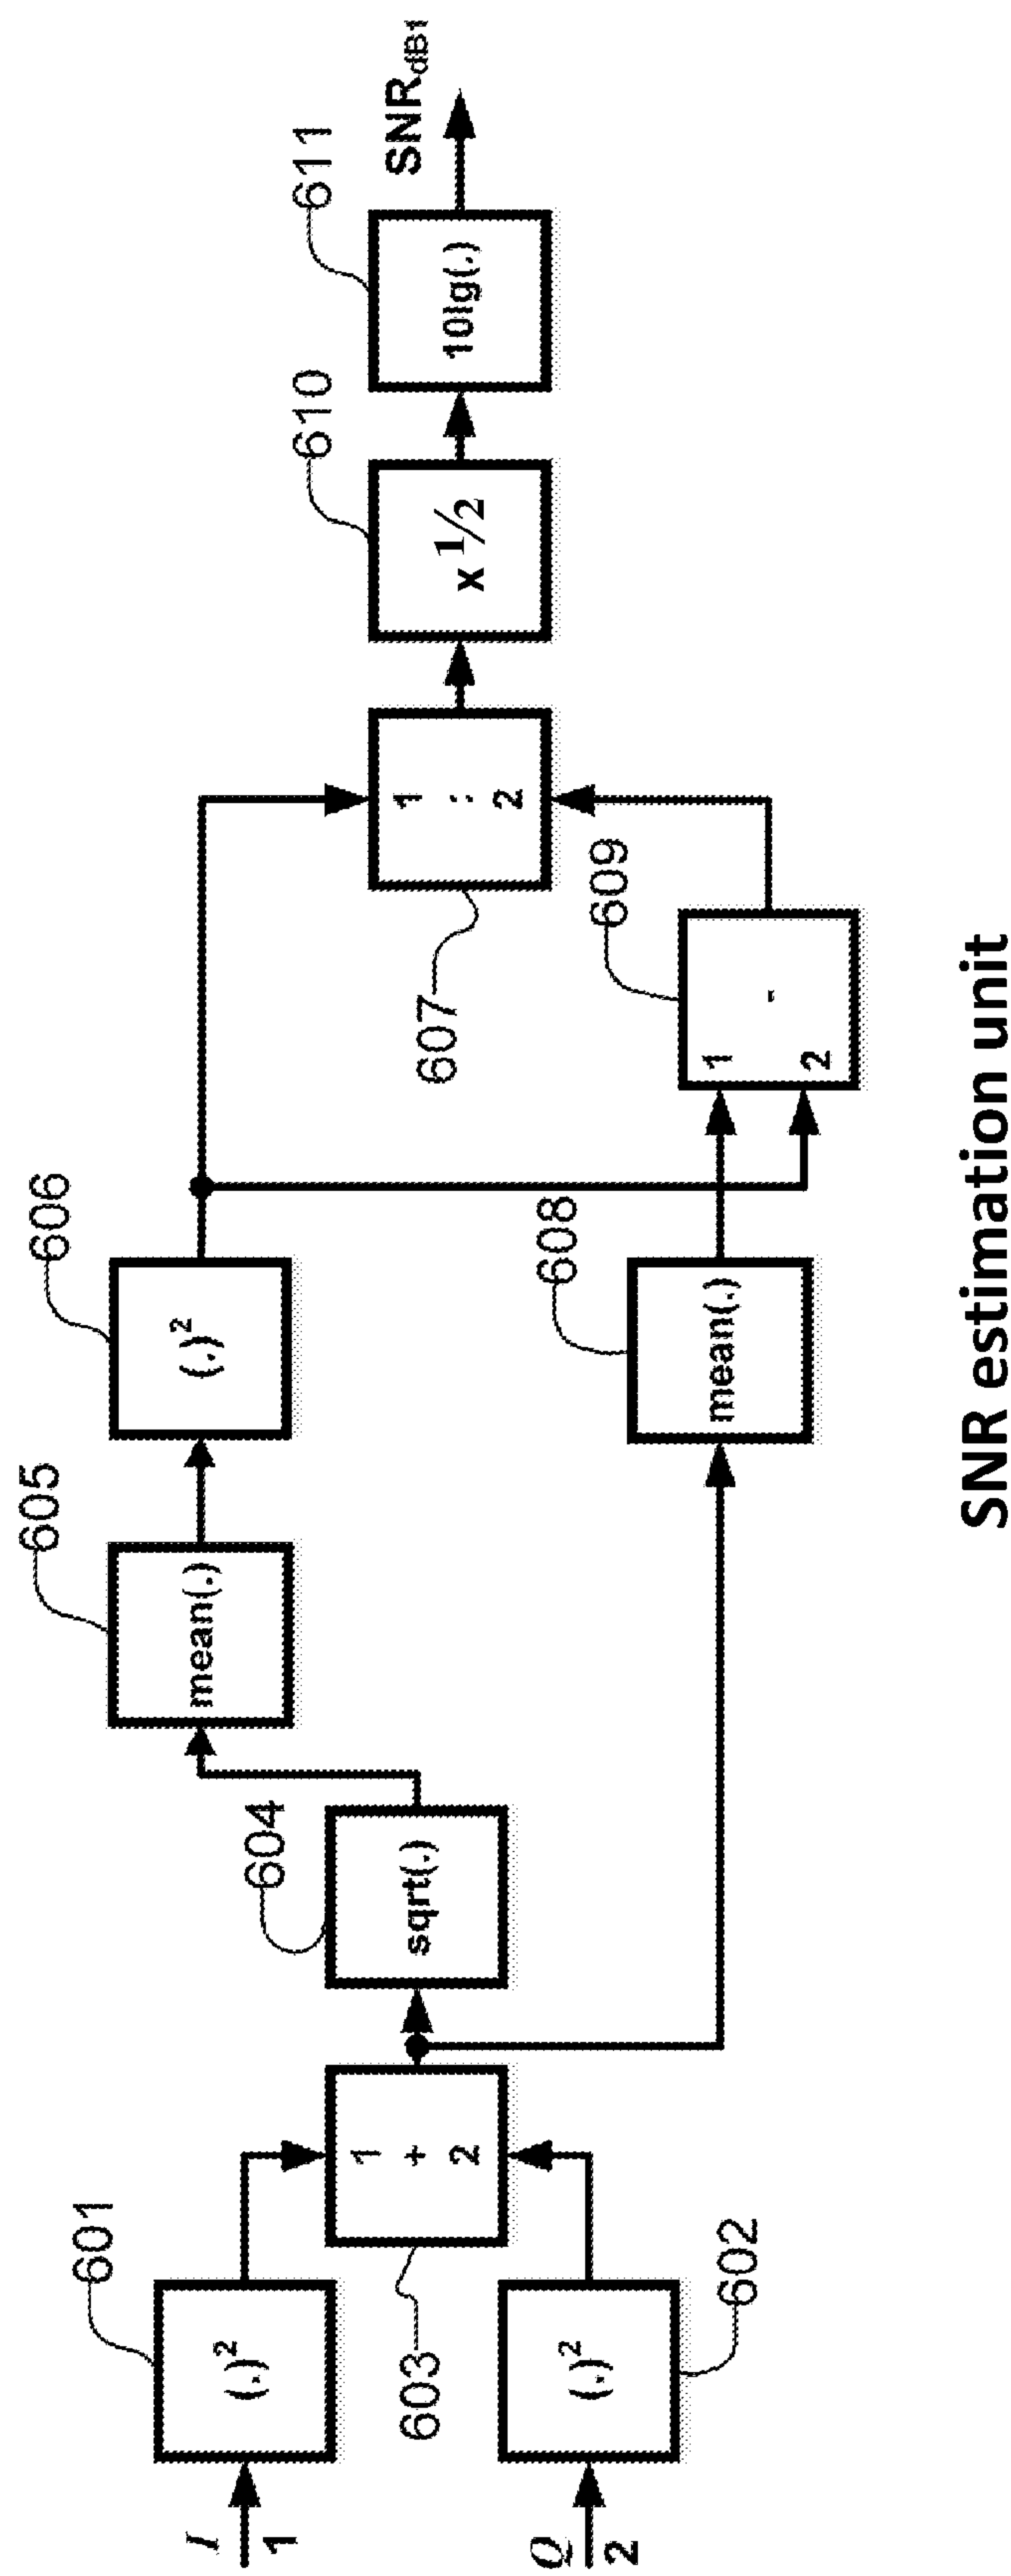 I
1
601
(.)²
Q
2
602
(.)²
603
1
+
2
604
sqrt(.)
605
mean(.)
606
(.)²
608
mean(.)
609
1
-
2
607
1
:
2
610
x ½
611
10lg(.)
SNRdB1
SNR estimation unit